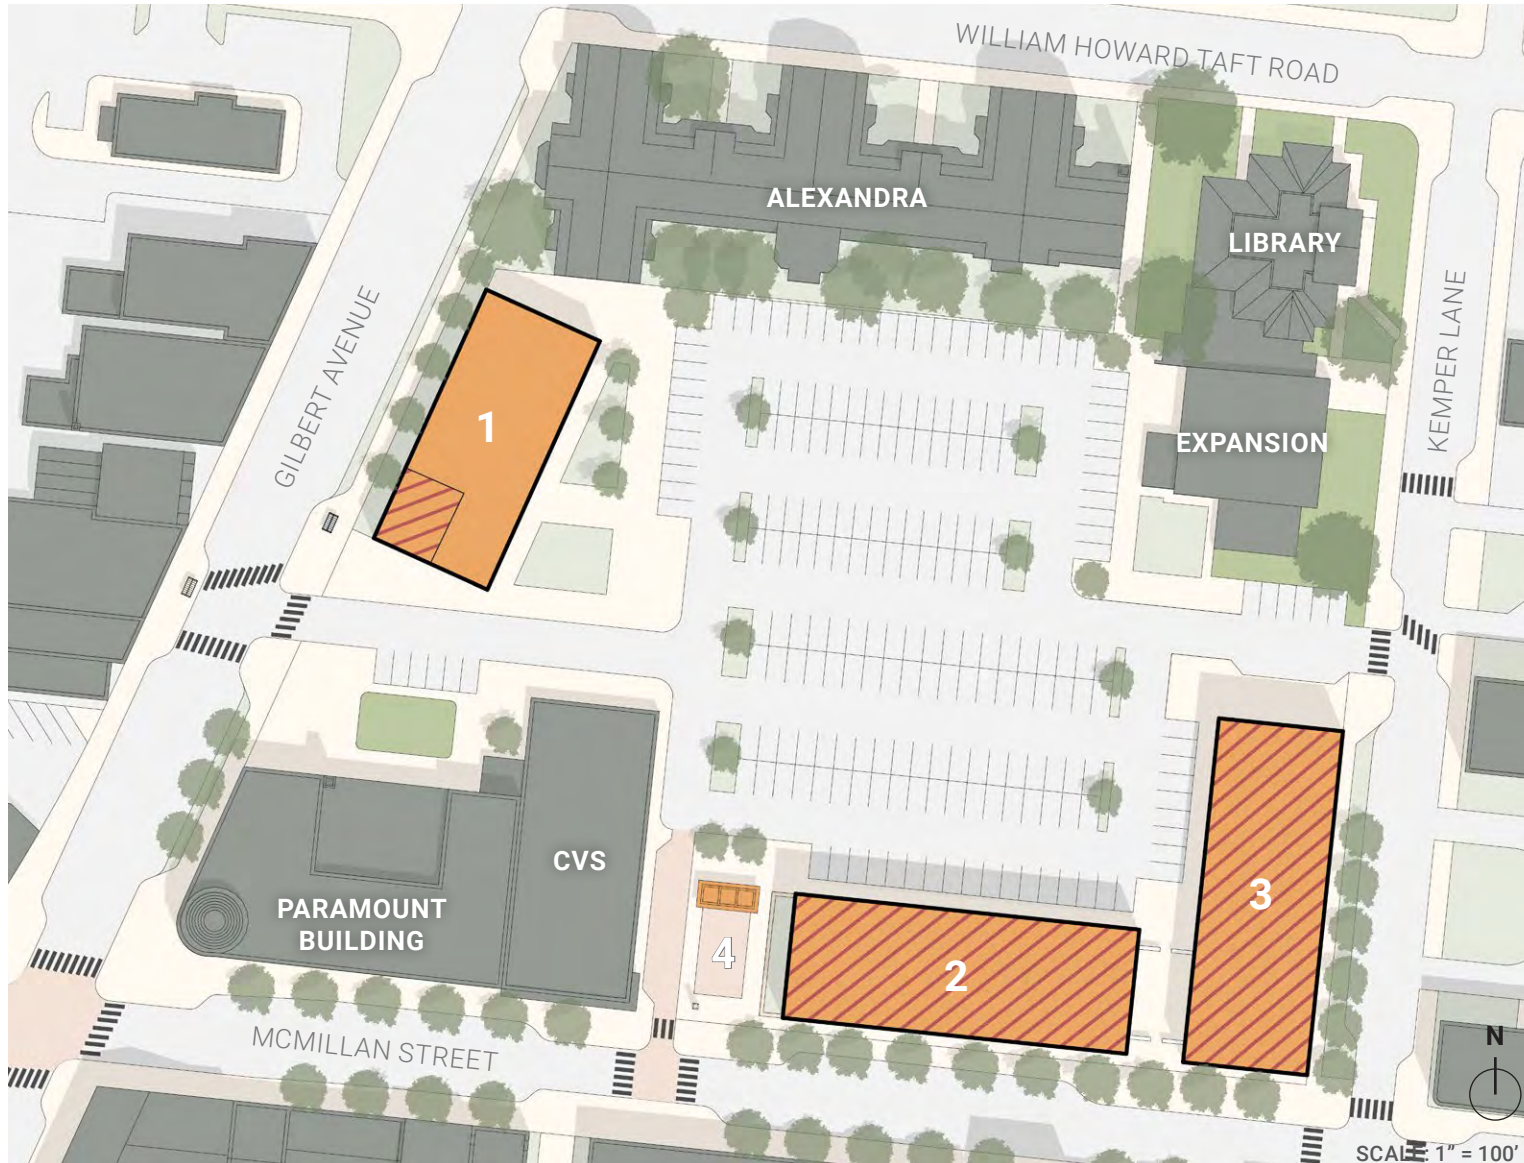 WILLIAM HOWARD TAFT ROAD
ALEXANDRA
LIBRARY
GILBERT AVENUE
KEMPER LANE
1
EXPANSION
CVS
PARAMOUNT
BUILDING
4
2
3
MCMILLAN STREET
N
SCALE: 1" = 100'